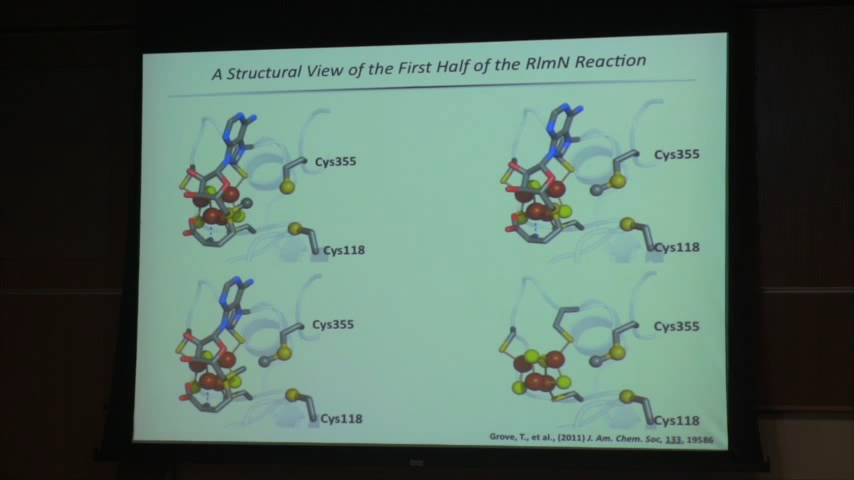 A Structural View of the First Half of the RlmN Reaction
Cys355
Cys118
Cys355
Cys118
Cys355
Cys118
Cys355
Cys118
Grove, T., et al., (2011) J. Am. Chem. Soc, 133, 19586